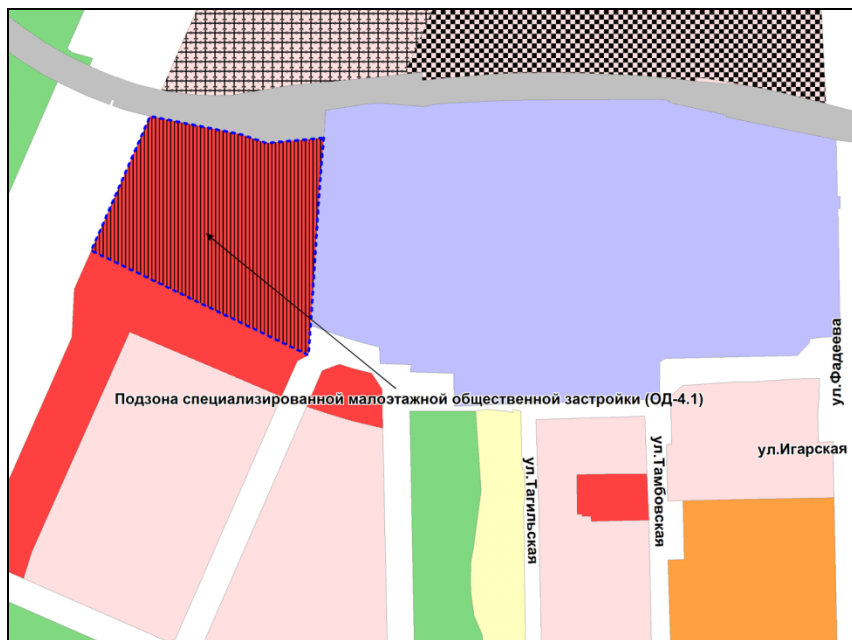 Подзона специализированной малоэтажной общественной застройки (ОД-4.1)
ул.Фадеева
ул.Игарская
ул.Тагильская
ул.Тамбовская